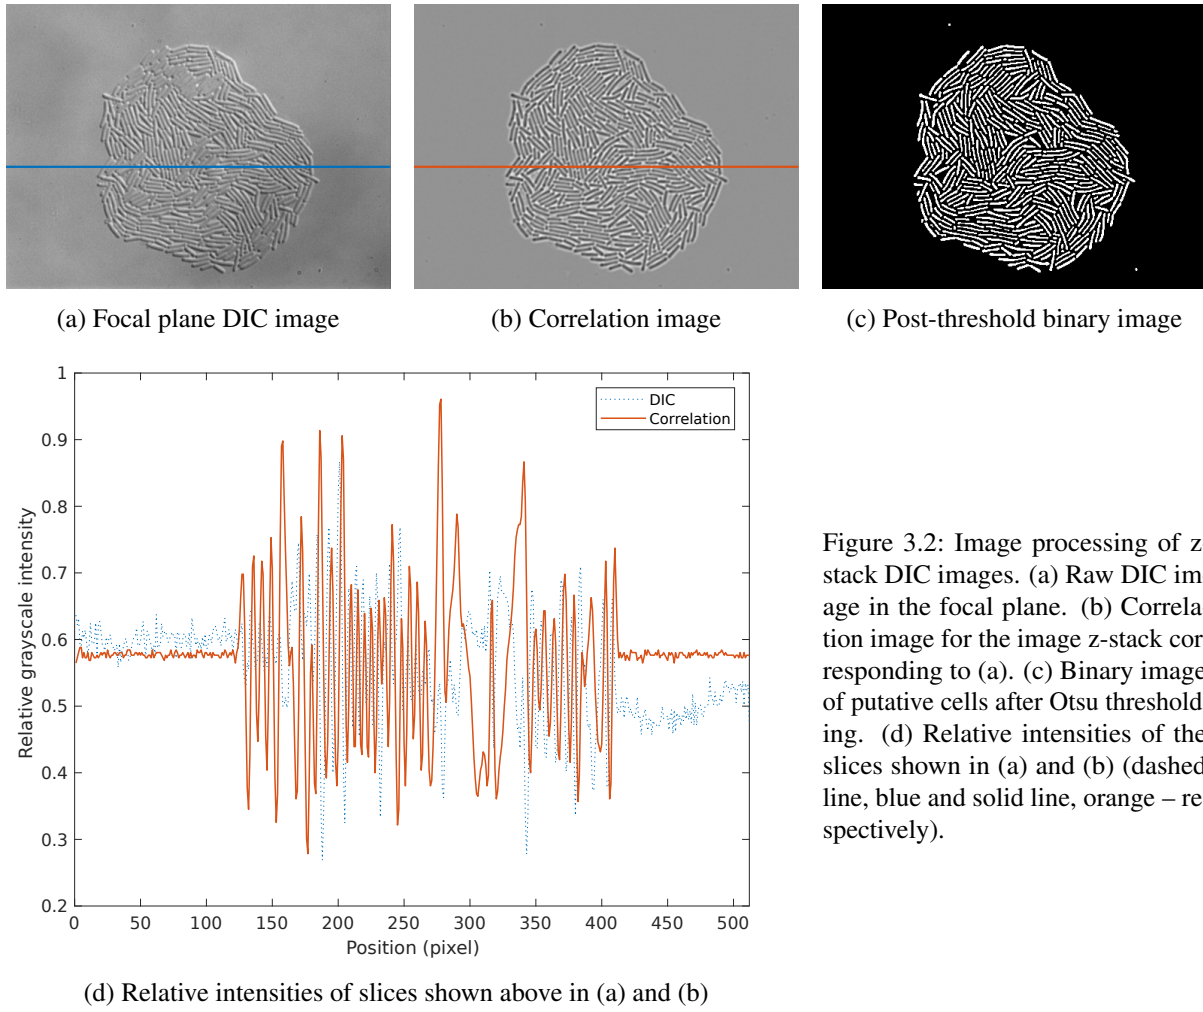 (a) Focal plane DIC image
(b) Correlation image
(c) Post-threshold binary image
1
0.9
0.8
0.7
0.6
0.5
0.4
0.3
0.2
Relative grayscale intensity
DIC
Correlation
0 50 100 150 200 250 300 350 400 450 500
Position (pixel)
(d) Relative intensities of slices shown above in (a) and (b)
Figure 3.2: Image processing of z-
stack DIC images. (a) Raw DIC im
age in the focal plane. (b) Correla
tion image for the image z-stack cor
responding to (a). (c) Binary image
of putative cells after Otsu threshold
ing. (d) Relative intensities of the
slices shown in (a) and (b) (dashed
line, blue and solid line, orange – re
spectively).